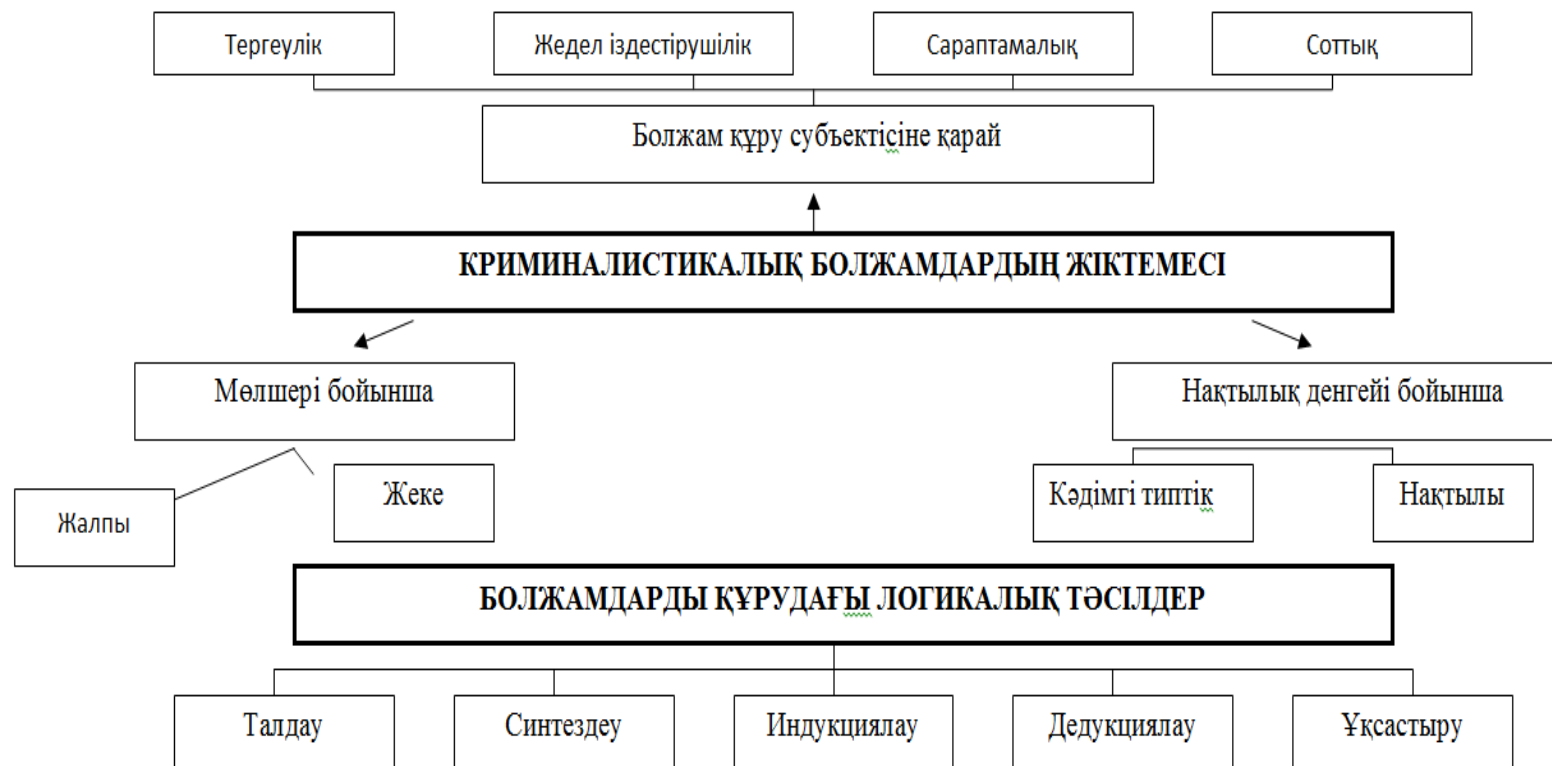 Тергеулік
Жедел іздестірушілік
Сараптамалық
Соттық
Болжам құру субъектісіне қарай
КРИМИНАЛИСТИКАЛЫҚ БОЛЖАМДАРДЫҢ ЖІКТЕМЕСІ
Мөлшері бойынша
Нақтылық денгейі бойынша
Жалпы
Жеке
Кәдімгі типтік
Нақтылы
БОЛЖАМДАРДЫ ҚҰРУДАҒЫ ЛОГИКАЛЫҚ ТӘСІЛДЕР
Талдау
Синтездеу
Индукциялау
Дедукциялау
Ұқсастыру